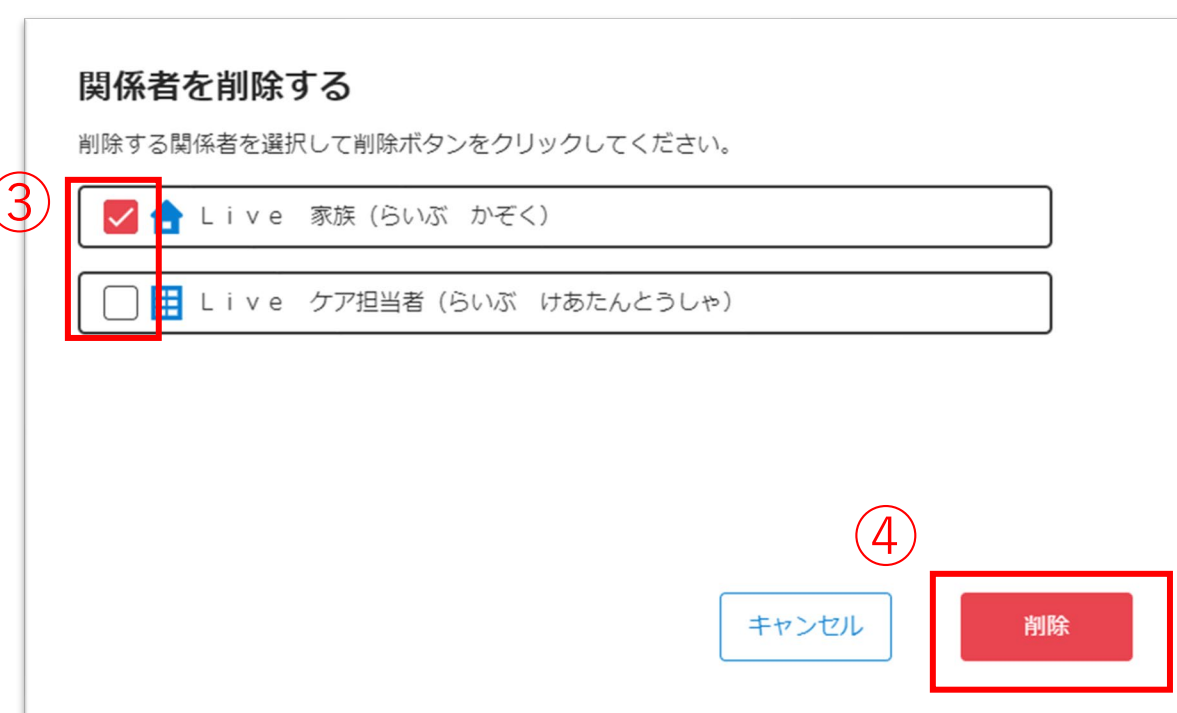 関係者を削除する
削除する関係者を選択して削除ボタンをクリックしてください。
③
Ｌｉｖｅ　家族（らいぶ　かぞく）
Ｌｉｖｅ　ケア担当者（らいぶ　けあたんとうしゃ）
④
キャンセル
削除